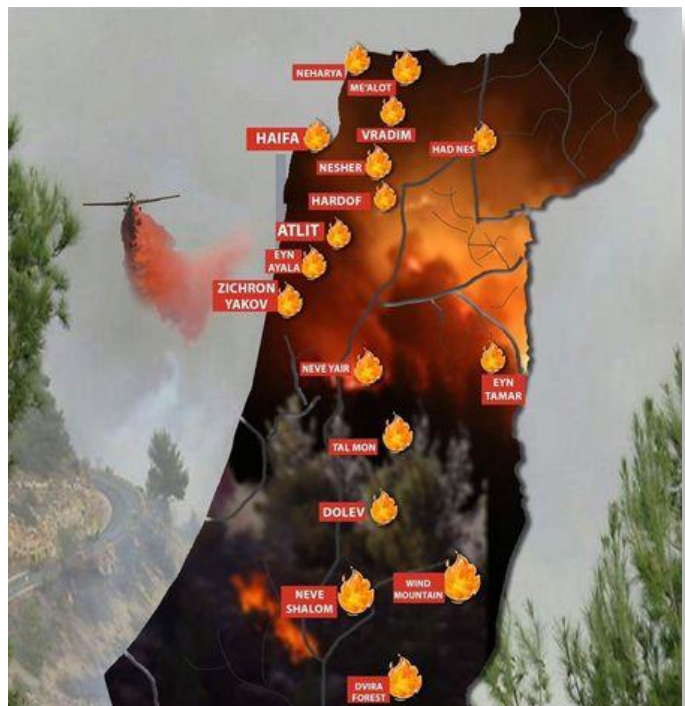 NEHARYA
ME'ALOT
VRADIM
HAIFA
HAD NES
NESHER
HARDOF
ATLIT
EYN
AYALA
ZICHRON
YAKOV
NEVE YAIR
EYN
TAMAR
TAL MON
DOLEV
WIND
MOUNTAIN
NEVE
SHALOM
DVIRA
FOREST